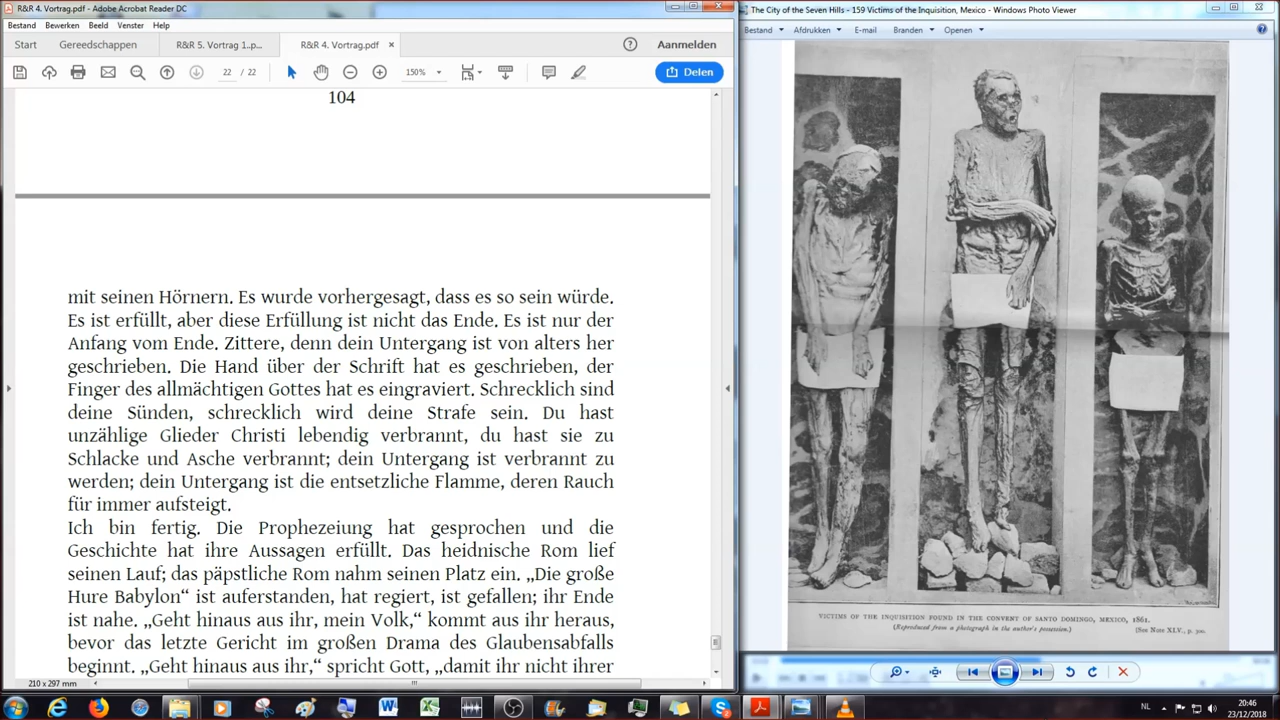 R&R 4. Vortrag.pdf - Adobe Acrobat Reader DC
Bestand Bewerken Beeld Venster Help
Start Gereedschappen R&R 5. Vortrag 1..p... R&R 4. Vortrag.pdf × Aanmelden
22 / 22 150% Delen
104
mit seinen Hörnern. Es wurde vorhergesagt, dass es so sein würde.
Es ist erfüllt, aber diese Erfüllung ist nicht das Ende. Es ist nur der
Anfang vom Ende. Zittere, denn dein Untergang ist von alters her
geschrieben. Die Hand über der Schrift hat es geschrieben, der
Finger des allmächtigen Gottes hat es eingraviert. Schrecklich sind
deine Sünden, schrecklich wird deine Strafe sein. Du hast
unzählige Glieder Christi lebendig verbrannt, du hast sie zu
Schlacke und Asche verbrannt; dein Untergang ist verbrannt zu
werden; dein Untergang ist die entsetzliche Flamme, deren Rauch
für immer aufsteigt.
Ich bin fertig. Die Prophezeiung hat gesprochen und die
Geschichte hat ihre Aussagen erfüllt. Das heidnische Rom lief
seinen Lauf; das päpstliche Rom nahm seinen Platz ein. „Die große
Hure Babylon“ ist auferstanden, hat regiert, ist gefallen; ihr Ende
ist nahe. „Geht hinaus aus ihr, mein Volk,“ kommt aus ihr heraus,
bevor das letzte Gericht im großen Drama des Glaubensabfalls
beginnt. „Geht hinaus aus ihr,“ spricht Gott, „damit ihr nicht ihrer
210 x 297 mm
The City of the Seven Hills - 159 Victims of the Inquisition, Mexico - Windows Photo Viewer
Bestand Afdrukken E-mail Branden Openen
VICTIMS OF THE INQUISITION FOUND IN THE CONVENT OF SANTO DOMINGO, MEXICO, 1861.
(Reproduced from a photograph in the author's possession.) (See Note XLV., p. 300.
NL 20:46
23/12/2018